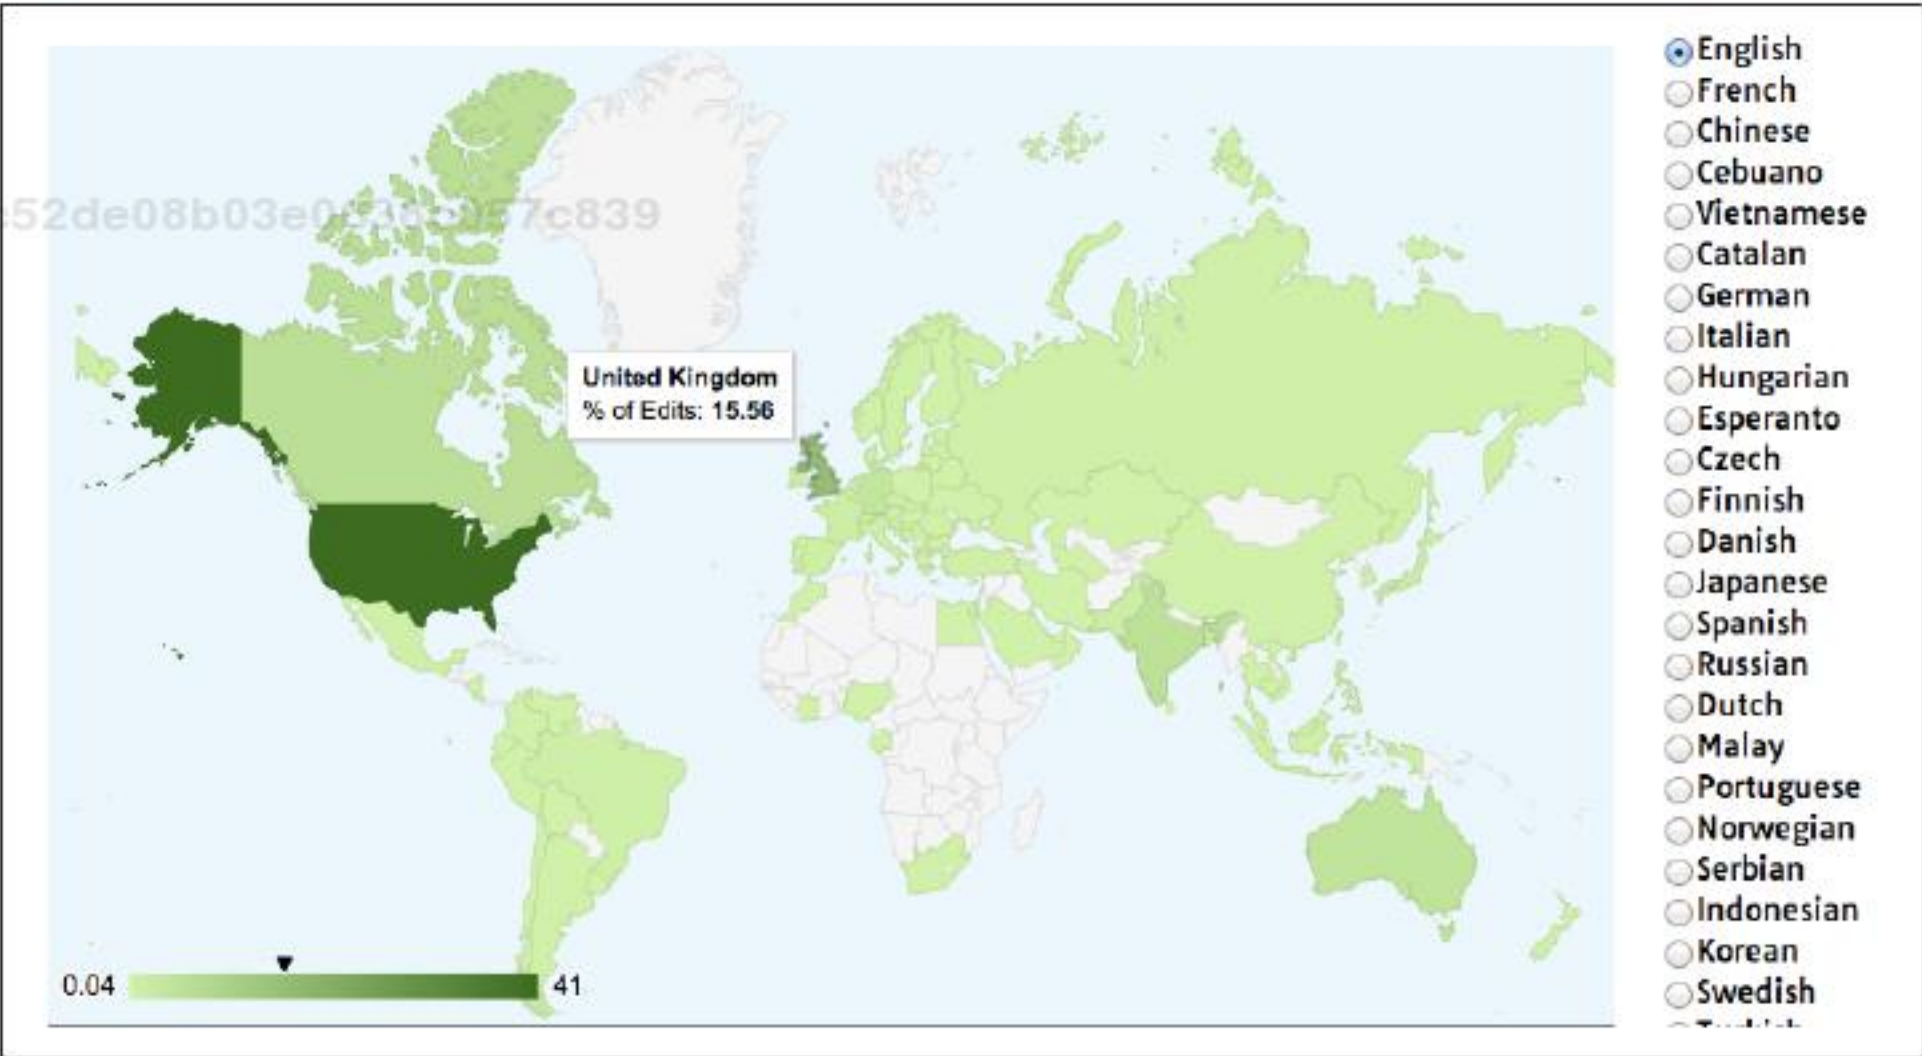 English
French
Chinese
Cebuano
Vietnamese
Catalan
German
Italian
Hungarian
Esperanto
Czech
Finnish
Danish
Japanese
Spanish
Russian
Dutch
Malay
Portuguese
Norwegian
Serbian
Indonesian
Korean
Swedish
United Kingdom
% of Edits: 15.56
0.04
41